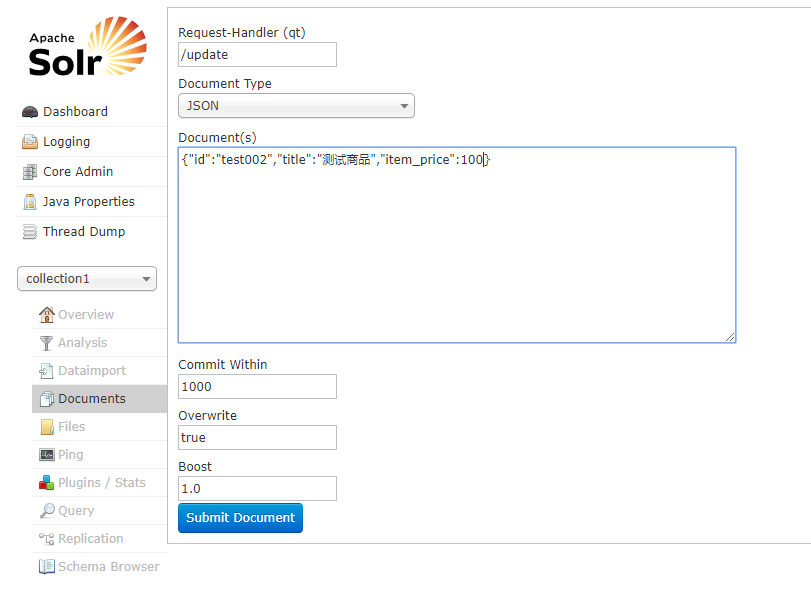 Apache
Solr
Dashboard
Logging
Core Admin
Java Properties
Thread Dump
collection1
Overview
Analysis
Dataimport
Documents
Files
Ping
Plugins / Stats
Query
Replication
Schema Browser
Request-Handler (qt)
/update
Document Type
JSON
Document(s)
{"id":"test002","title":"测试商品","item_price":100}
Commit Within
1000
Overwrite
true
Boost
1.0
Submit Document